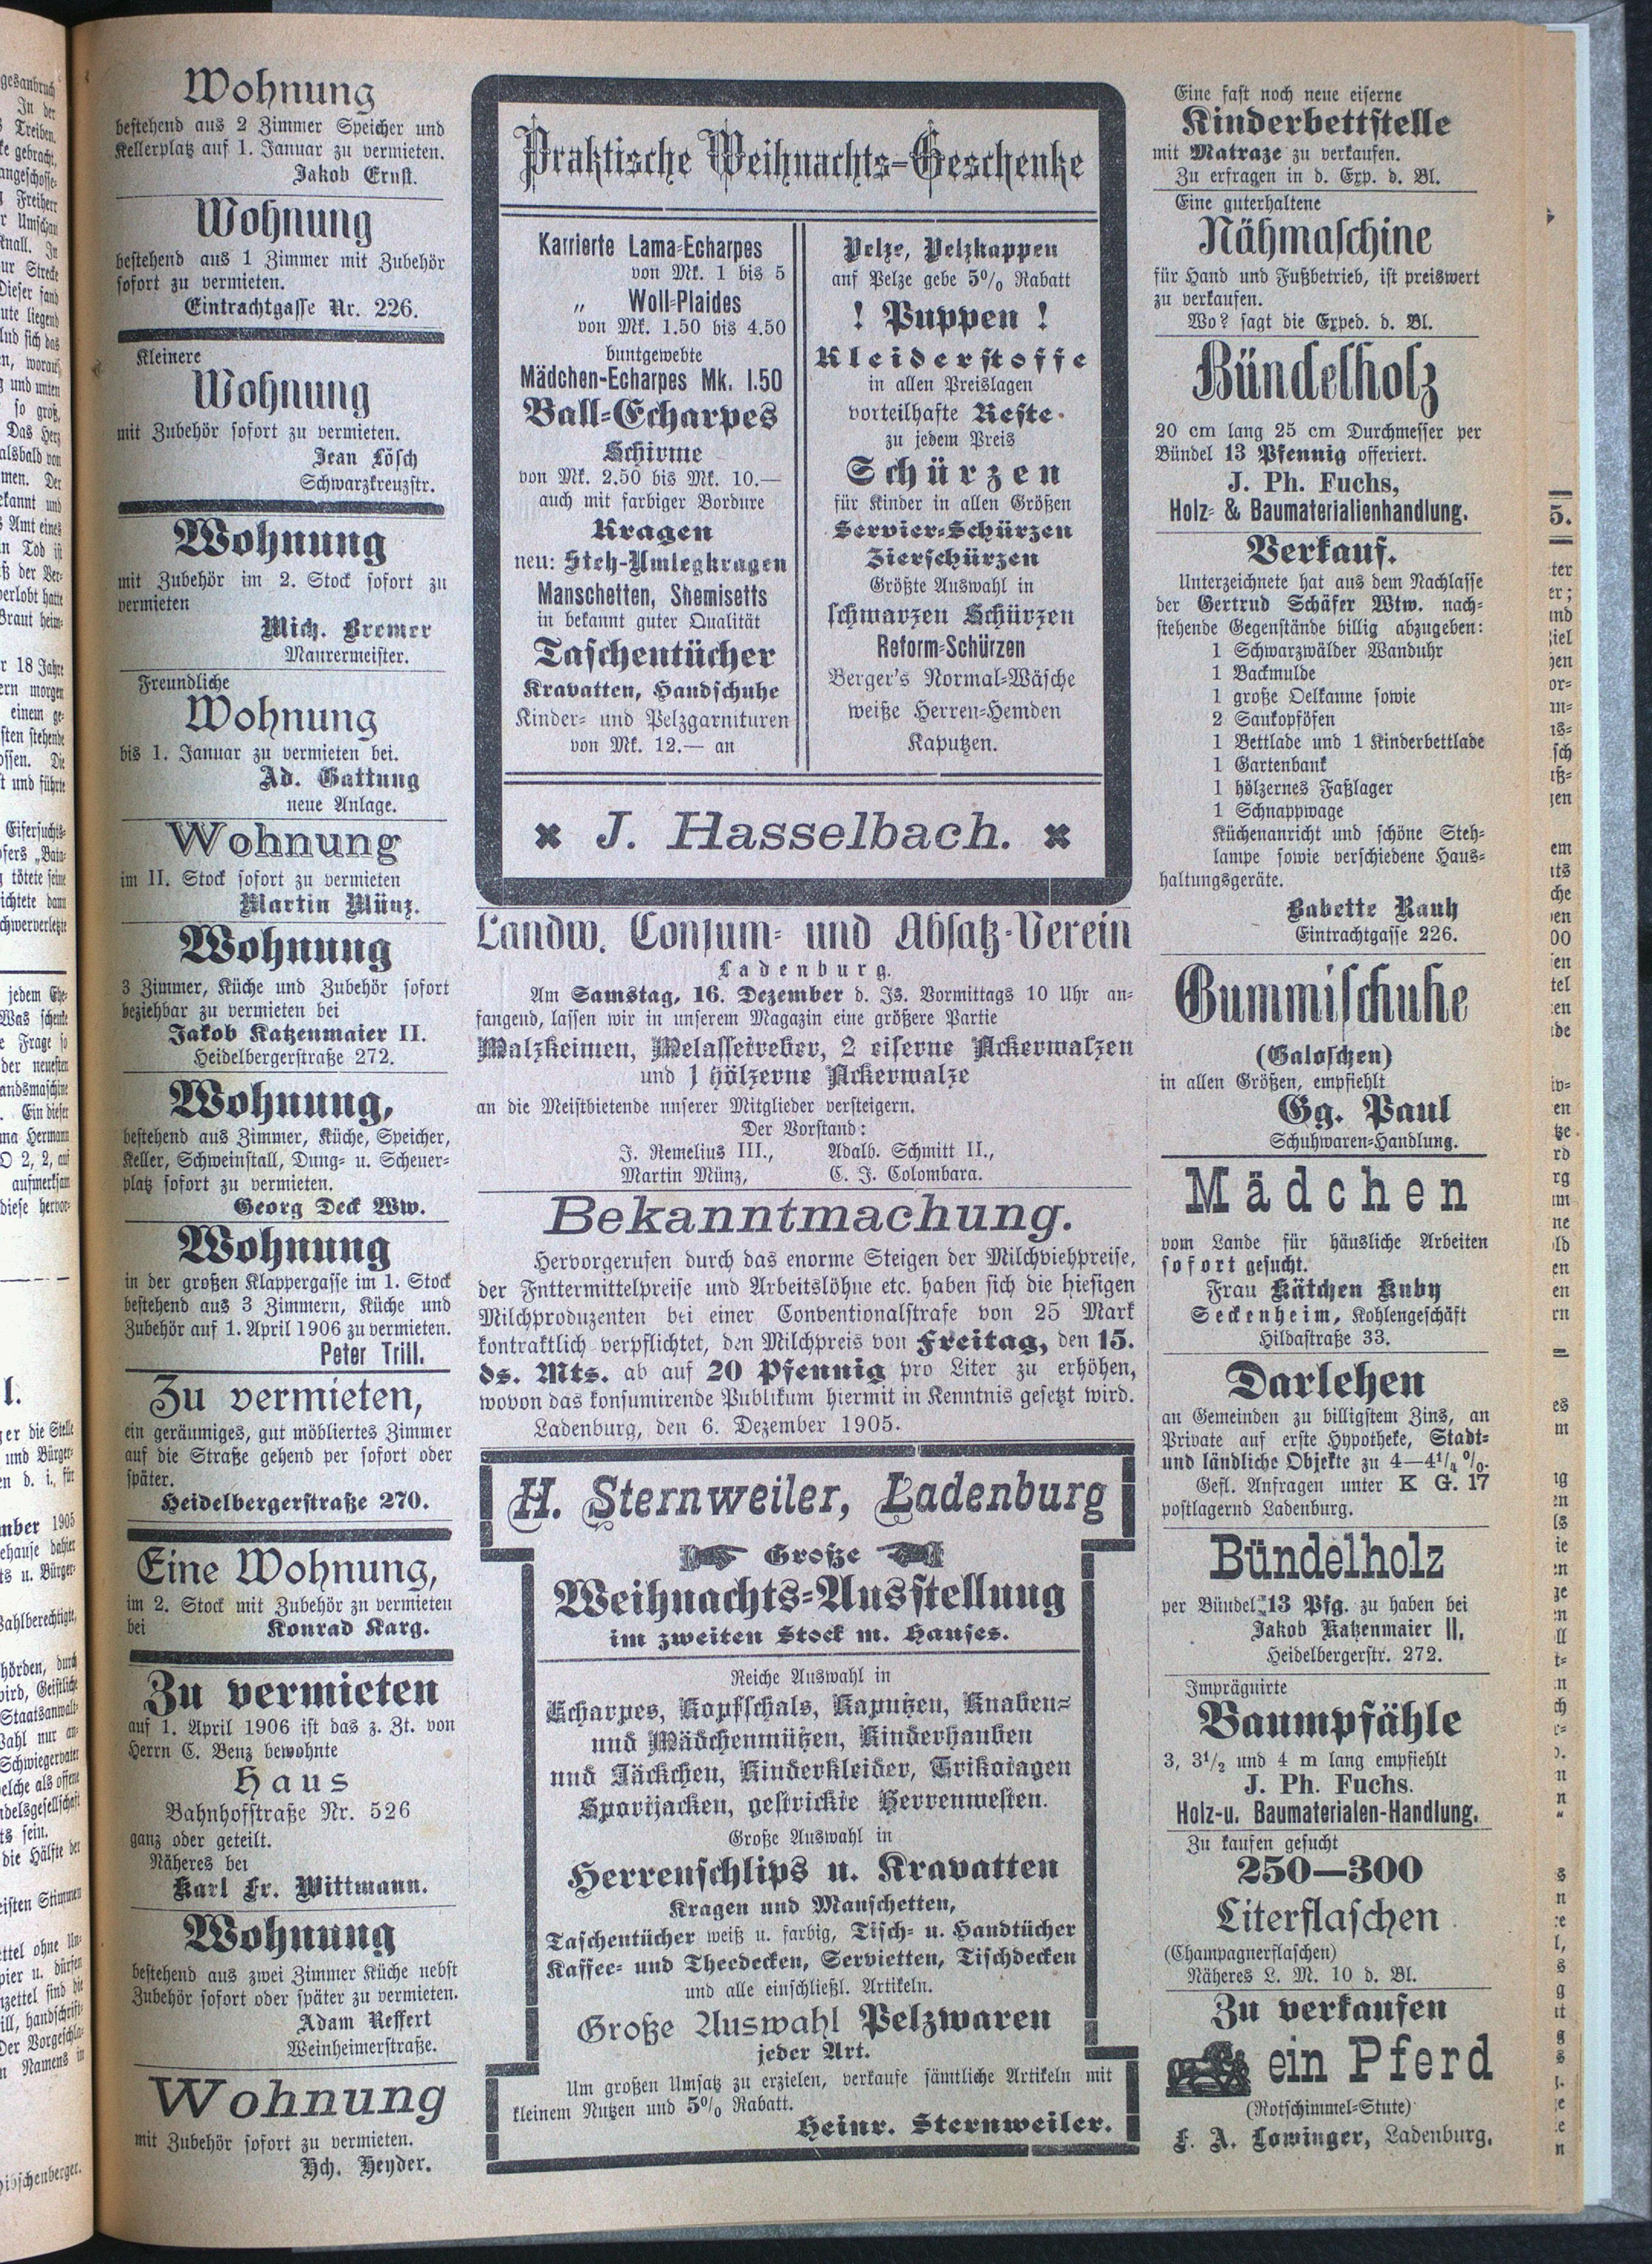 Wohnung
bestehend aus 2 Zimmer Speicher und
Kellerplatz auf 1. Januar zu vermieten.
Jakob Ernst.
Wohnung
bestehend aus 1 Zimmer mit Zubehör
sofort zu vermieten.
Eintrachtgasse Nr. 226.
Kleinere
Wohnung
mit Zubehör sofort zu vermieten.
Jean Lösch
Schwarzkreuzstr.
Wohnung
mit Zubehör im 2. Stock sofort zu
vermieten
Mich. Bremer
Maurermeister.
Freundliche
Wohnung
bis 1. Januar zu vermieten bei.
Ad. Gattung
neue Anlage.
Wohnung
im II. Stock sofort zu vermieten
Martin Münz.
Wohnung
3 Zimmer, Küche und Zubehör sofort
beziehbar zu vermieten bei
Jakob Katzenmaier II.
Heidelbergerstraße 272.
Wohnung,
bestehend aus Zimmer, Küche, Speicher,
Keller, Schweinstall, Dung- u. Scheuer-
platz sofort zu vermieten.
Georg Deck Ww.
Wohnung
in der großen Klappergasse im 1. Stock
bestehend aus 3 Zimmern, Küche und
Zubehör auf 1. April 1906 zu vermieten.
Peter Trill.
Zu vermieten,
ein geräumiges, gut möbliertes Zimmer
auf die Straße gehend per sofort oder
später.
Heidelbergerstraße 270.
Eine Wohnung,
im 2. Stock mit Zubehör zu vermieten
bei Konrad Karg.
Zu vermieten
auf 1. April 1906 ist das z. Zt. von
Herrn C. Benz bewohnte
Haus
Bahnhofstraße Nr. 526
ganz oder geteilt.
Näheres bei
Karl Fr. Wittmann.
Wohnung
bestehend aus zwei Zimmer Küche nebst
Zubehör sofort oder später zu vermieten.
Adam Reffert
Weinheimerstraße.
Wohnung
mit Zubehör sofort zu vermieten.
Hch. Heyder.
Praktische Weihnachts-Geschenke
Karrierte Lama-Echarpes
von Mk. 1 bis 5
„ Woll-Plaides
von Mk. 1.50 bis 4.50
buntgewebte
Mädchen-Echarpes Mk. 1.50
Ball-Echarpes
Schirme
von Mk. 2.50 bis Mk. 10.—
auch mit farbiger Bordure
Kragen
neu: Steh-Umlegkragen
Manschetten, Shemisetts
in bekannt guter Qualität
Taschentücher
Kravatten, Handschuhe
Kinder- und Pelzgarnituren
von Mk. 12.— an
Pelze, Pelzkappen
auf Pelze gebe 5% Rabatt
! Puppen !
Kleiderstoffe
in allen Preislagen
vorteilhafte Reste
zu jedem Preis
Schürzen
für Kinder in allen Größen
Servier-Schürzen
Zierschürzen
Größte Auswahl in
schwarzen Schürzen
Reform-Schürzen
Berger's Normal-Wäsche
weiße Herren-Hemden
Kaputzen.
✖ J. Hasselbach. ✖
Landw. Consum- und Absatz-Verein
Ladenburg.
Am Samstag, 16. Dezember d. Js. Vormittags 10 Uhr an-
fangend, lassen wir in unserem Magazin eine größere Partie
Malzkeimen, Melassetreber, 2 eiserne Ackerwalzen
und 1 hölzerne Ackerwalze
an die Meistbietende unserer Mitglieder versteigern.
Der Vorstand:
J. Remelius III., Adalb. Schmitt II.,
Martin Münz, C. J. Colombara.
Bekanntmachung.
Hervorgerufen durch das enorme Steigen der Milchviehpreise,
der Futtermittelpreise und Arbeitslöhne etc. haben sich die hiesigen
Milchproduzenten bei einer Conventionalstrafe von 25 Mark
kontraktlich verpflichtet, den Milchpreis von Freitag, den 15.
ds. Mts. ab auf 20 Pfennig pro Liter zu erhöhen,
wovon das konsumirende Publikum hiermit in Kenntnis gesetzt wird.
Ladenburg, den 6. Dezember 1905.
H. Sternweiler, Ladenburg
Große
Weihnachts-Ausstellung
im zweiten Stock m. Hauses.
Reiche Auswahl in
Echarpes, Kopfschals, Kaputzen, Knaben-
und Mädchenmützen, Kinderhauben
und Jäckchen, Kinderkleider, Trikotagen
Sportjacken, gestrickte Herrenwesten.
Große Auswahl in
Herrenschlips u. Kravatten
Kragen und Manschetten,
Taschentücher weiß u. farbig, Tisch- u. Handtücher
Kaffee- und Theedecken, Servietten, Tischdecken
und alle einschließl. Artikeln.
Große Auswahl Pelzwaren
jeder Art.
Um großen Umsatz zu erzielen, verkaufe sämtliche Artikeln mit
kleinem Nutzen und 5% Rabatt.
Heinr. Sternweiler.
Eine fast noch neue eiserne
Kinderbettstelle
mit Matraze zu verkaufen.
Zu erfragen in d. Exp. d. Bl.
Eine guterhaltene
Nähmaschine
für Hand und Fußbetrieb, ist preiswert
zu verkaufen.
Wo? sagt die Exped. d. Bl.
Bündelholz
20 cm lang 25 cm Durchmesser per
Bündel 13 Pfennig offeriert.
J. Ph. Fuchs,
Holz- & Baumaterialienhandlung.
Verkauf.
Unterzeichnete hat aus dem Nachlasse
der Gertrud Schäfer Wtw. nach-
stehende Gegenstände billig abzugeben:
1 Schwarzwälder Wanduhr
1 Backmulde
1 große Oelkanne sowie
2 Saukopföfen
1 Bettlade und 1 Kinderbettlade
1 Gartenbank
1 hölzernes Faßlager
1 Schnappwage
Küchenanricht und schöne Steh-
lampe sowie verschiedene Haus-
haltungsgeräte.
Babette Rauh
Eintrachtgasse 226.
Gummischuhe
(Galoschen)
in allen Größen, empfiehlt
Gg. Paul
Schuhwaren-Handlung.
Mädchen
vom Lande für häusliche Arbeiten
sofort gesucht.
Frau Kätchen Kuby
Seckenheim, Kohlengeschäft
Hildastraße 33.
Darlehen
an Gemeinden zu billigstem Zins, an
Private auf erste Hypotheke, Stadt-
und ländliche Objekte zu 4—4¼ %.
Gefl. Anfragen unter K G. 17
postlagernd Ladenburg.
Bündelholz
per Bündel 13 Pfg. zu haben bei
Jakob Katzenmaier II.
Heidelbergerstr. 272.
Imprägnirte
Baumpfähle
3, 3½ und 4 m lang empfiehlt
J. Ph. Fuchs.
Holz-u. Baumaterialen-Handlung.
Zu kaufen gesucht
250—300
Literflaschen
(Champagnerflaschen)
Näheres L. M. 10 d. Bl.
Zu verkaufen
ein Pferd
(Rotschimmel-Stute)
F. A. Lowinger, Ladenburg.